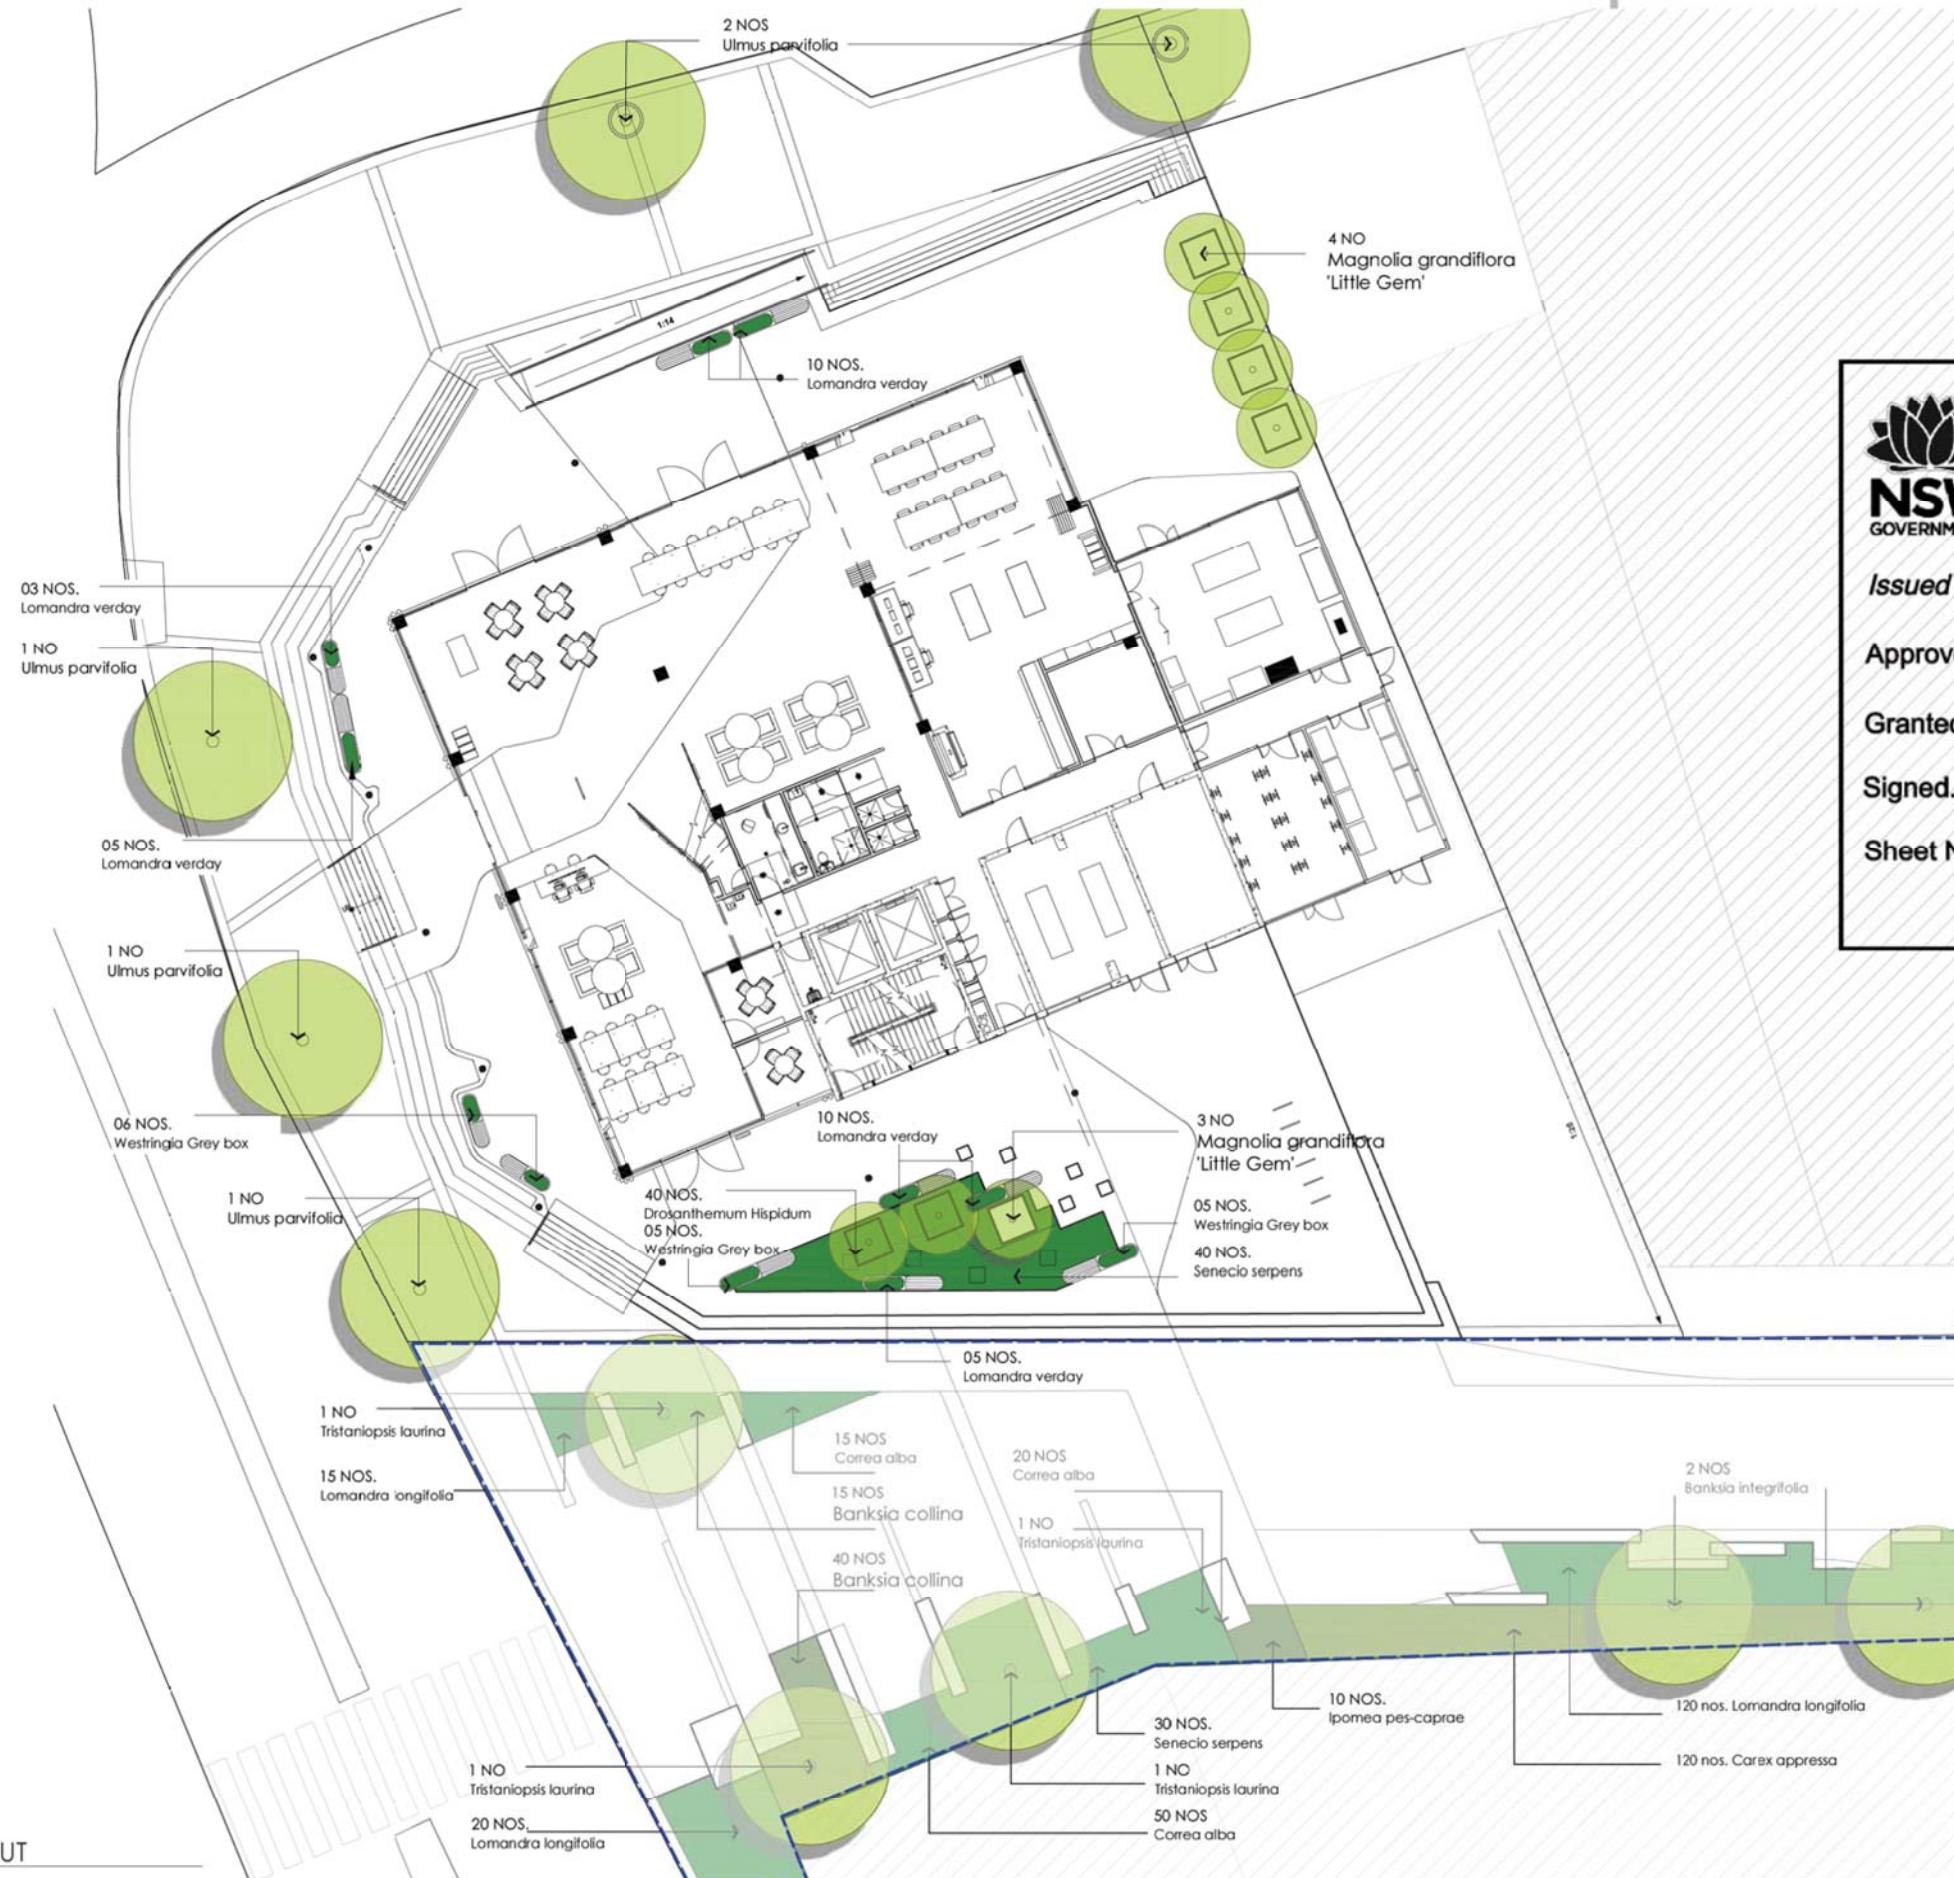 2 NOS
Ulmus parvifolia
4 NO
Magnolia grandiflora
'Little Gem'
1:14
10 NOS.
Lomandra verday
NSW
GOVERNM
Issued
Approv
Granted
Signed.
Sheet N
03 NOS.
Lomandra verday
1 NO
Ulmus parvifolia
05 NOS.
Lomandra verday
1 NO
Ulmus parvifolia
06 NOS.
Westringia Grey box
1 NO
Ulmus parvifolia
10 NOS.
Lomandra verday
3 NO
Magnolia grandiflora
'Little Gem'
40 NOS.
Drosanthemum Hispidum
05 NOS.
Westringia Grey box
05 NOS.
Westringia Grey box
40 NOS.
Senecio serpens
05 NOS.
Lomandra verday
1 NO
Tristaniopsis laurina
15 NOS.
Lomandra longifolia
15 NOS
Correa alba
15 NOS
Banksia collina
40 NOS
Banksia collina
20 NOS
Correa alba
1 NO
Tristaniopsis laurina
2 NOS
Banksia integrifolia
10 NOS.
Ipomea pes-caprae
120 nos. Lomandra longifolia
120 nos. Carex appressa
30 NOS.
Senecio serpens
1 NO
Tristaniopsis laurina
50 NOS
Correa alba
1 NO
Tristaniopsis laurina
20 NOS.
Lomandra longifolia
UT